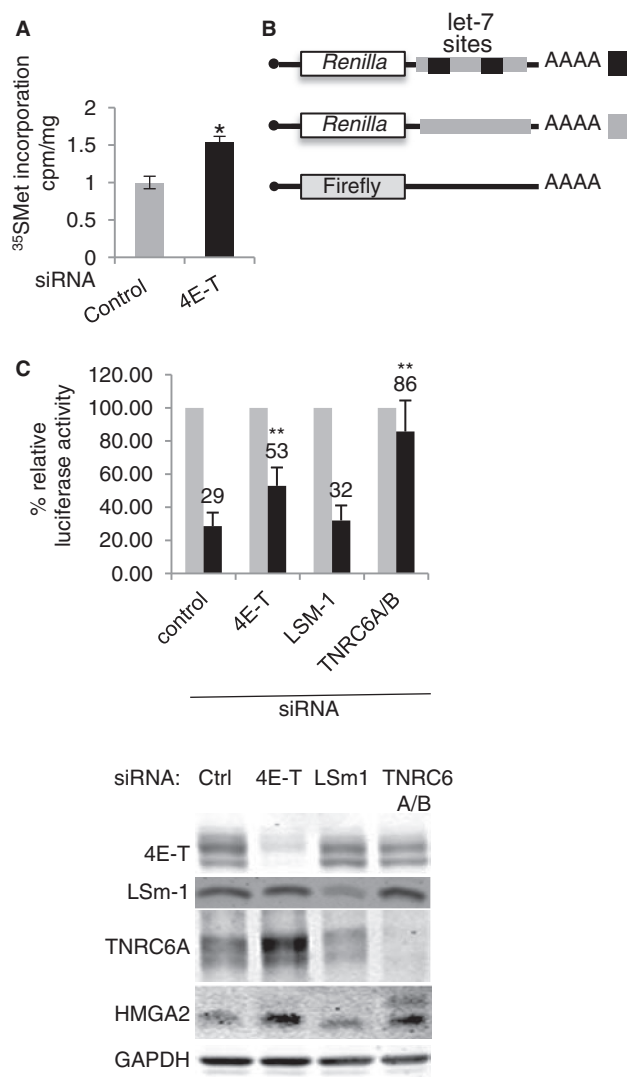 A
³⁵SMet incorporation
cpm/mg
2
1.5
1
0.5
0
siRNA
Control
4E-T
*
B
let-7
sites
Renilla
AAAA
Renilla
AAAA
Firefly
AAAA
C
% relative
luciferase activity
120.00
100.00
80.00
60.00
40.00
20.00
0.00
29
**
53
32
**
86
control
4E-T
LSM-1
TNRC6A/B
siRNA
siRNA: Ctrl 4E-T LSm1 TNRC6
A/B
4E-T
LSm-1
TNRC6A
HMGA2
GAPDH